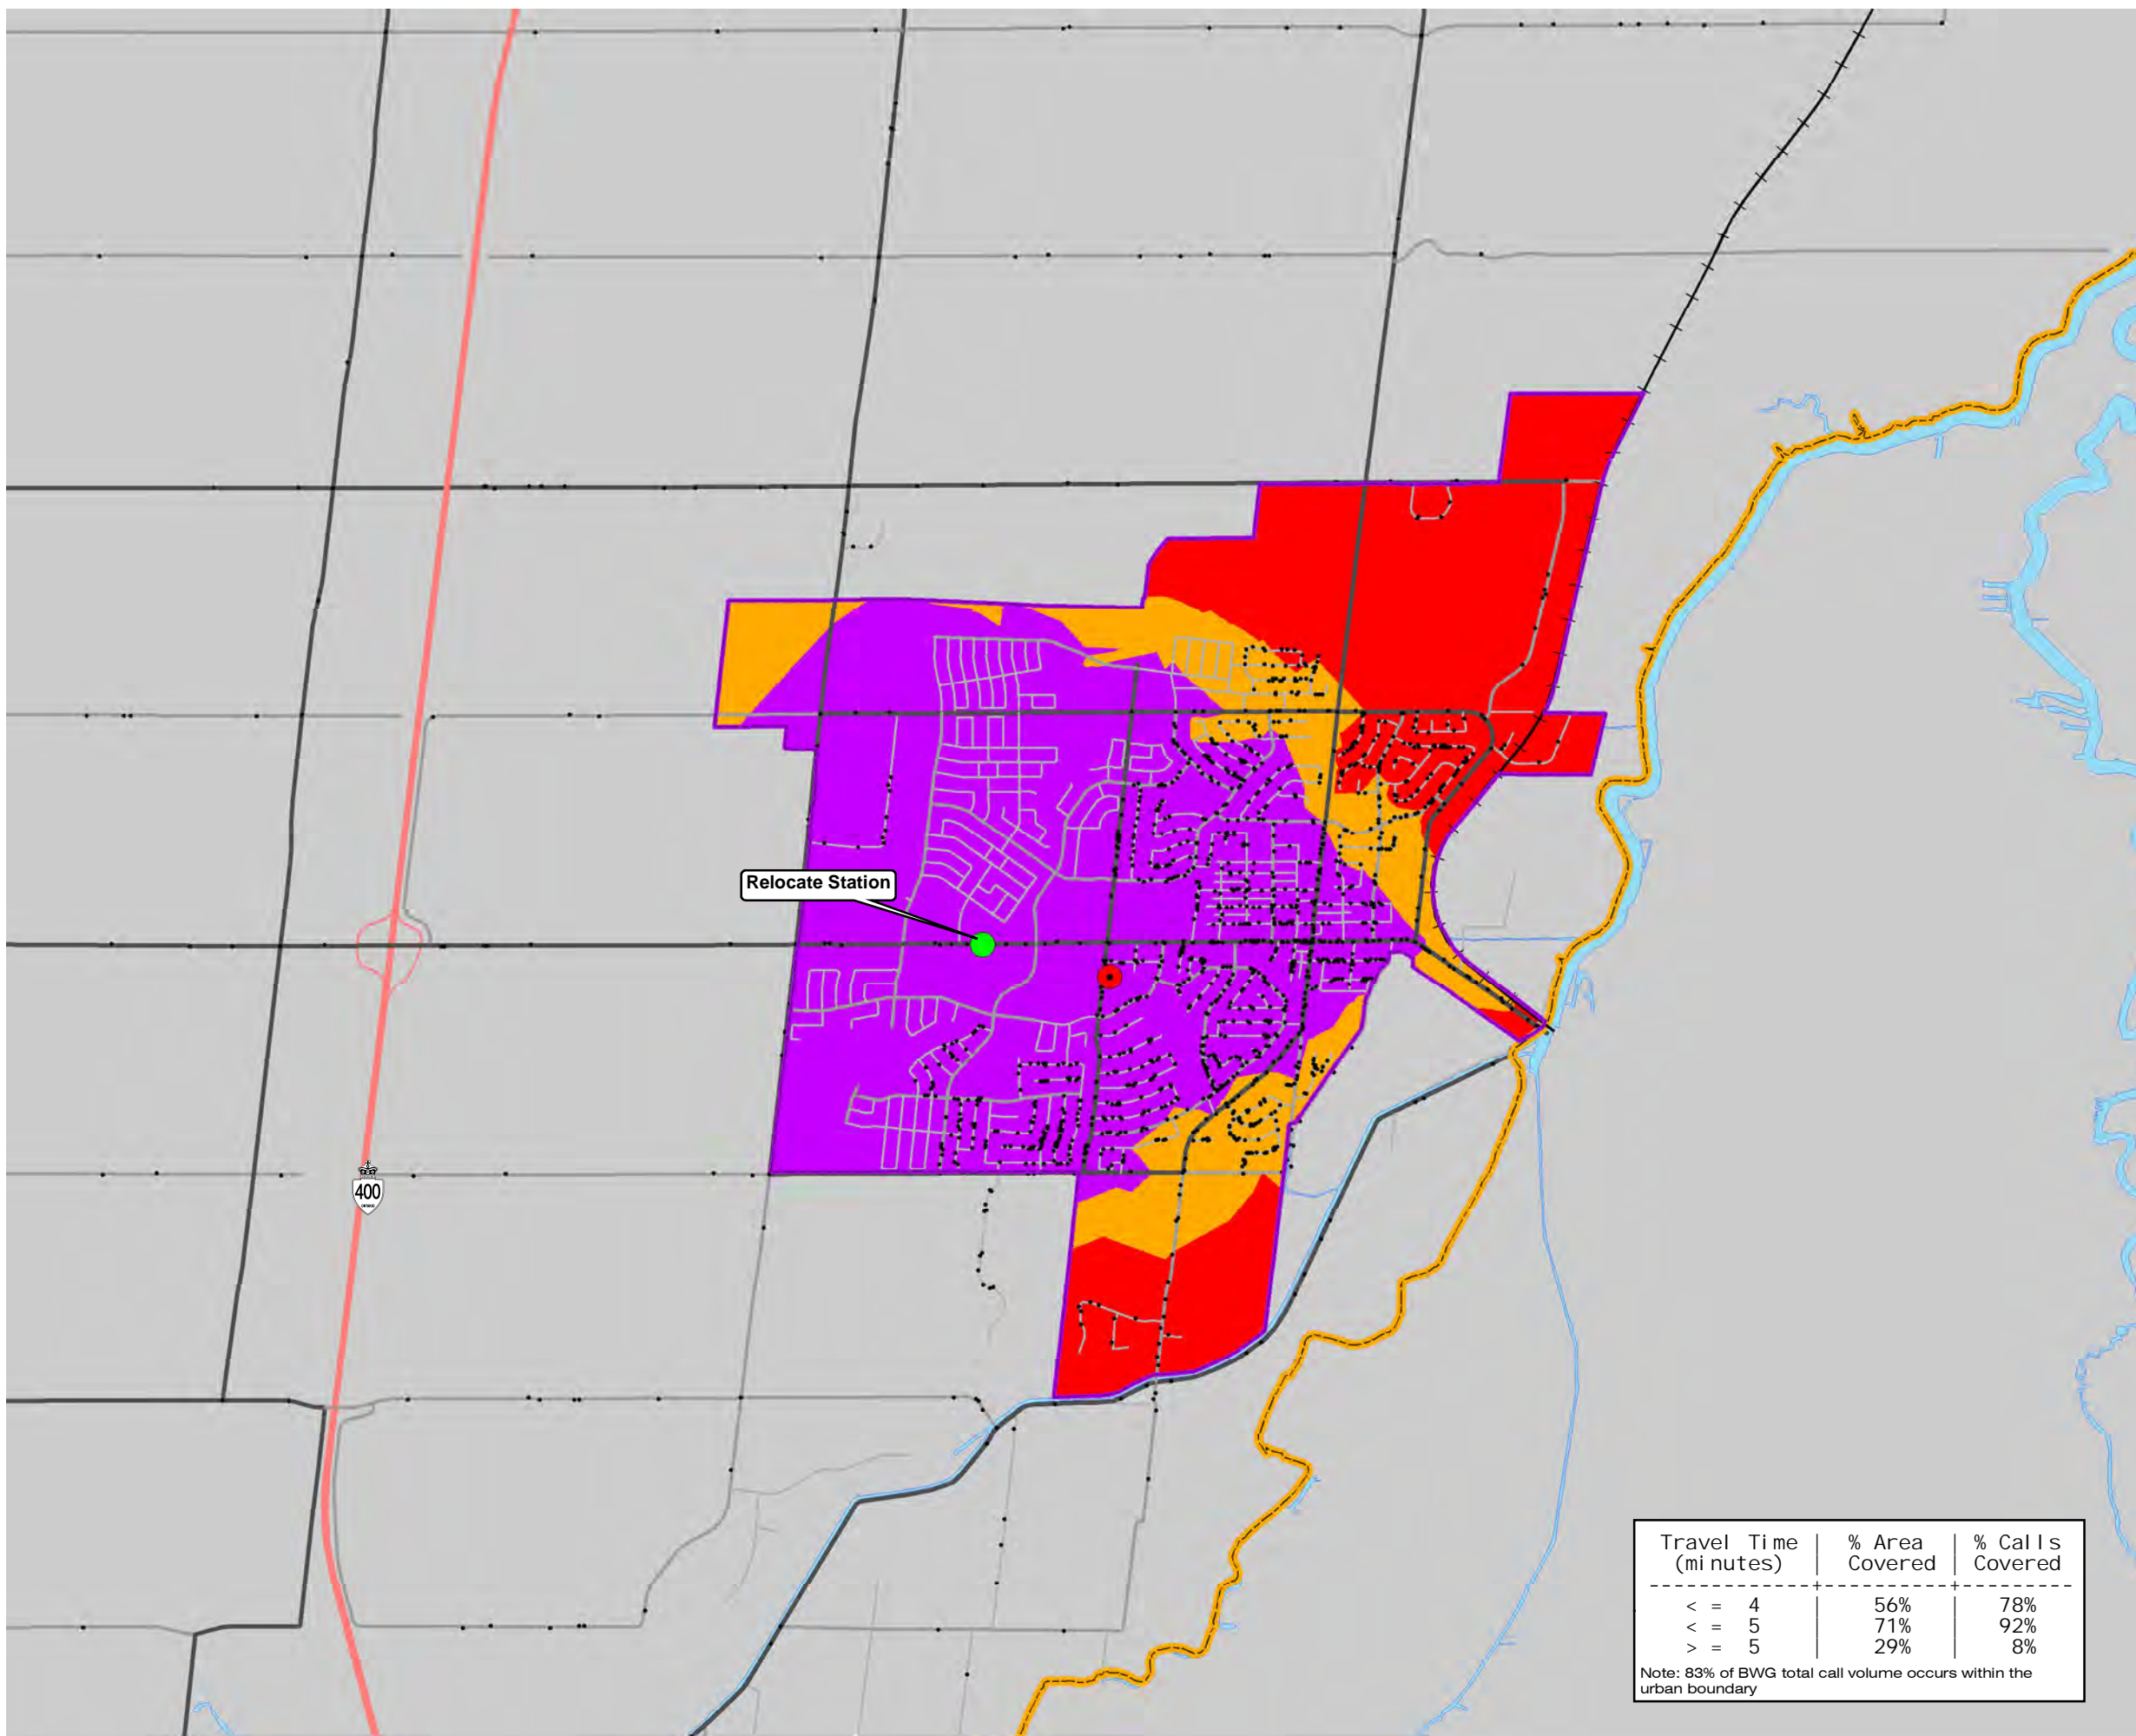 Relocate Station
400
Travel Time | % Area | % Calls
(minutes) | Covered | Covered
< = 4 | 56% | 78%
< = 5 | 71% | 92%
> = 5 | 29% | 8%
Note: 83% of BWG total call volume occurs within the
urban boundary